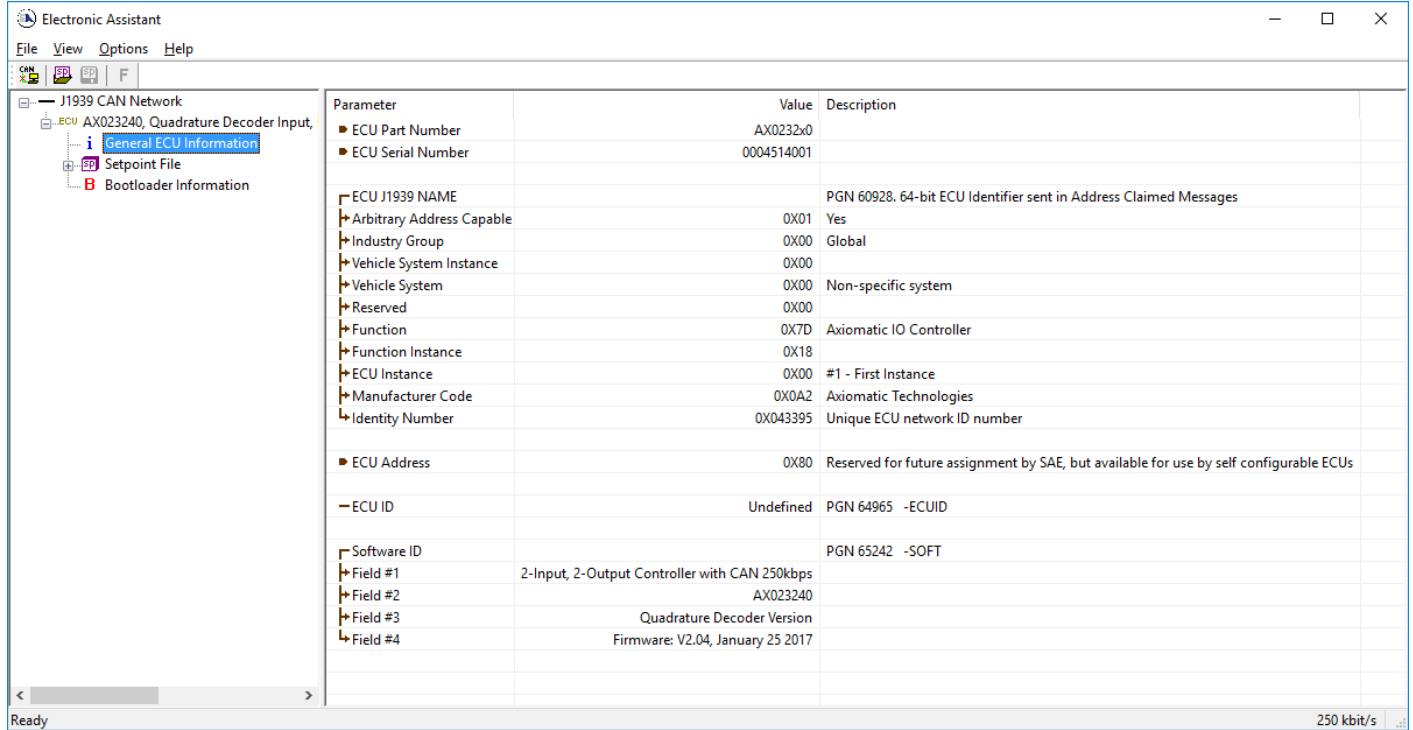 Electronic Assistant
File View Options Help
CAN SP SP F
J1939 CAN Network
ECU AX023240, Quadrature Decoder Input,
i General ECU Information
SP Setpoint File
B Bootloader Information
Parameter Value Description
ECU Part Number AX0232x0
ECU Serial Number 0004514001
ECU J1939 NAME PGN 60928. 64-bit ECU Identifier sent in Address Claimed Messages
Arbitrary Address Capable 0X01 Yes
Industry Group 0X00 Global
Vehicle System Instance 0X00
Vehicle System 0X00 Non-specific system
Reserved 0X00
Function 0X7D Axiomatic IO Controller
Function Instance 0X18
ECU Instance 0X00 #1 - First Instance
Manufacturer Code 0X0A2 Axiomatic Technologies
Identity Number 0X043395 Unique ECU network ID number
ECU Address 0X80 Reserved for future assignment by SAE, but available for use by self configurable ECUs
ECU ID Undefined PGN 64965 -ECUID
Software ID PGN 65242 -SOFT
Field #1 2-Input, 2-Output Controller with CAN 250kbps
Field #2 AX023240
Field #3 Quadrature Decoder Version
Field #4 Firmware: V2.04, January 25 2017
Ready 250 kbit/s